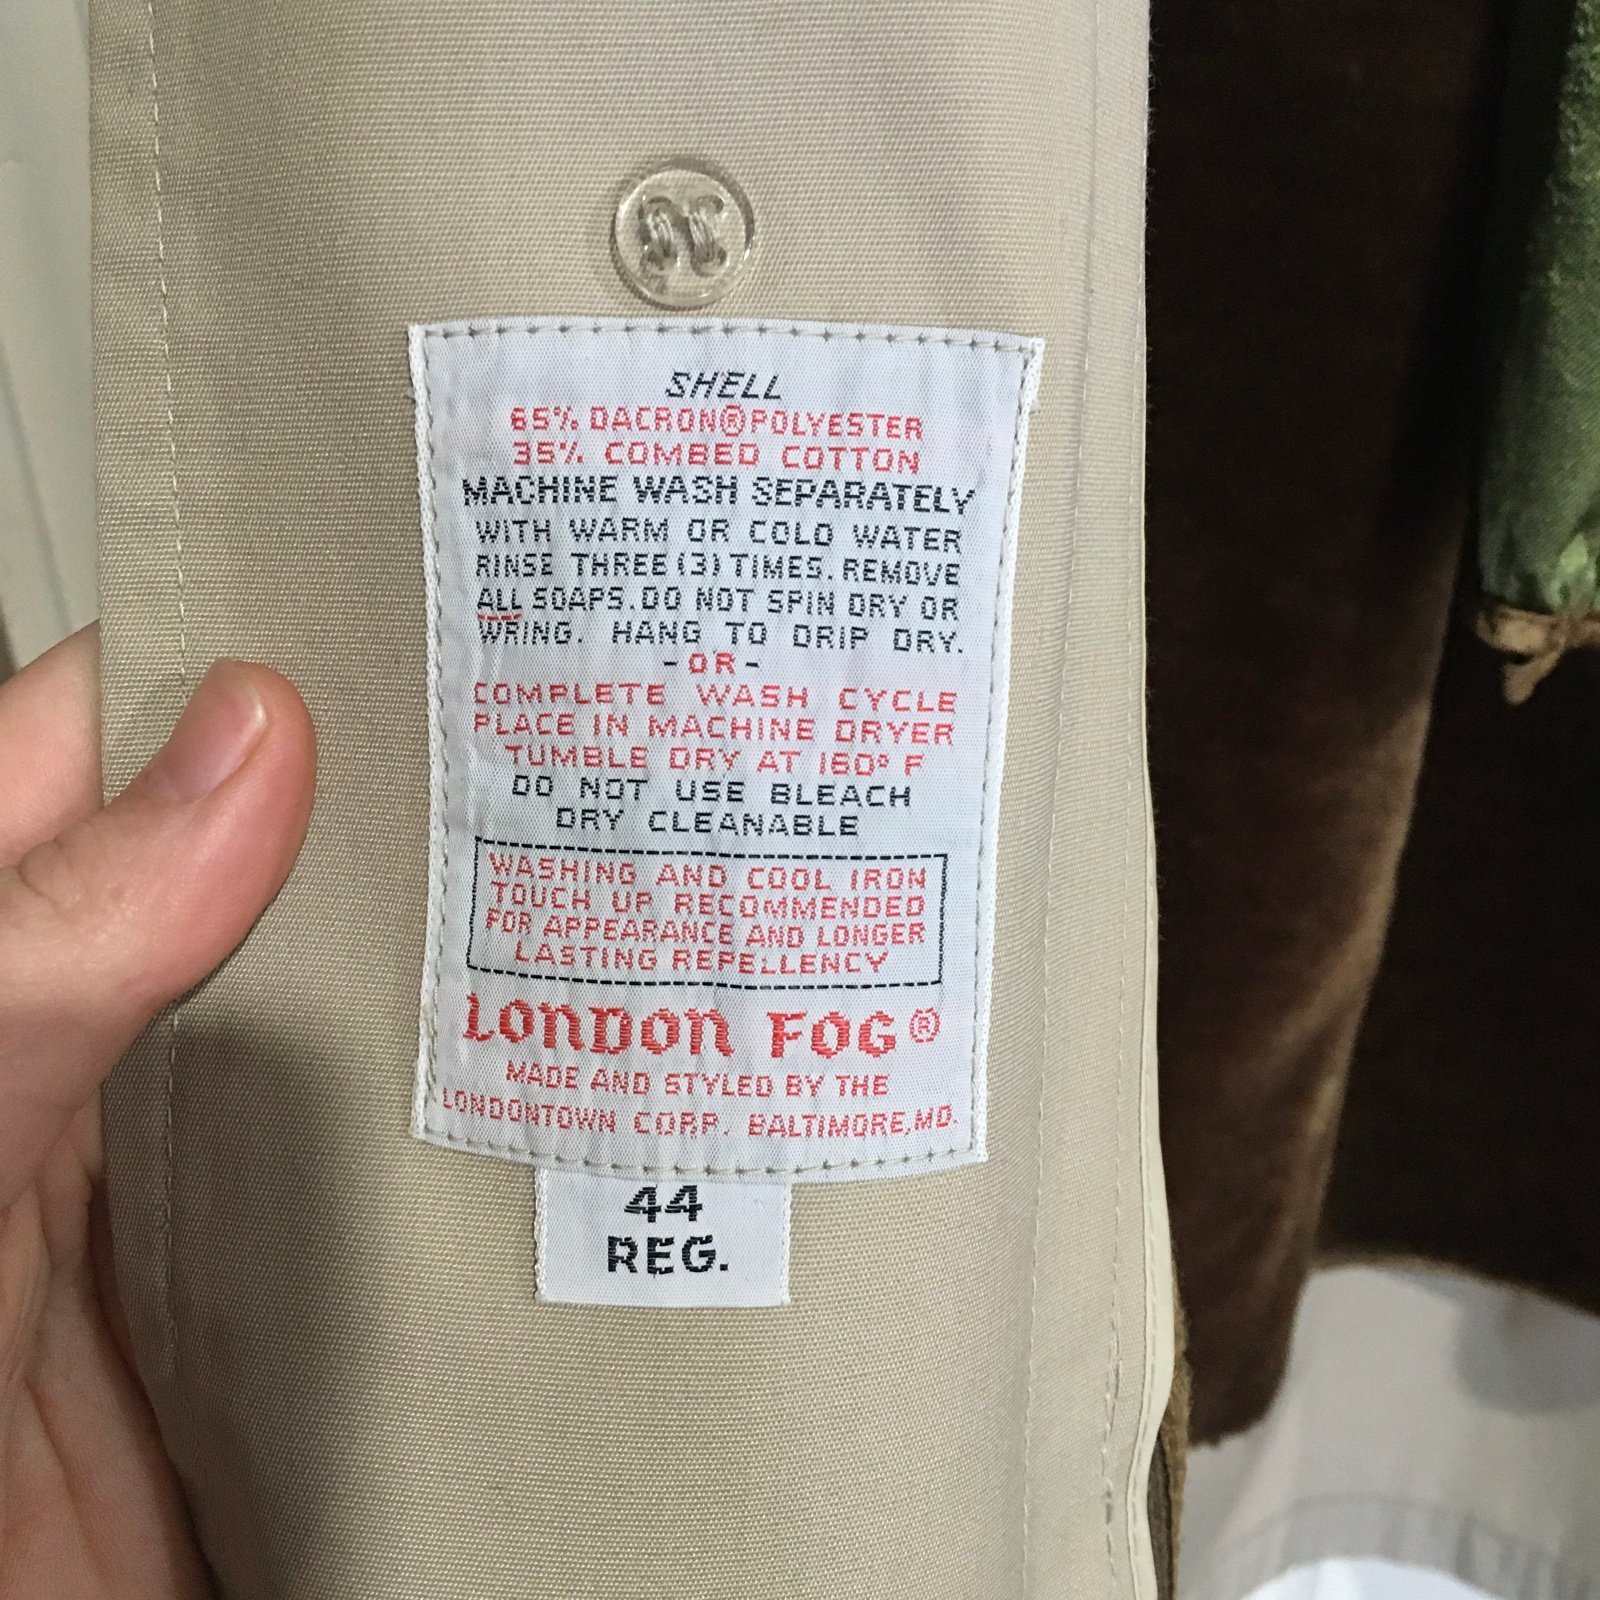 SHELL
65% DACRON® POLYESTER
35% COMBED COTTON
MACHINE WASH SEPARATELY
WITH WARM OR COLD WATER
RINSE THREE (3) TIMES. REMOVE
ALL SOAPS. DO NOT SPIN DRY OR
WRING. HANG TO DRIP DRY.
-OR-
COMPLETE WASH CYCLE
PLACE IN MACHINE DRYER
TUMBLE DRY AT 160° F
DO NOT USE BLEACH
DRY CLEANABLE
WASHING AND COOL IRON
TOUCH UP RECOMMENDED
FOR APPEARANCE AND LONGER
LASTING REPELLENCY
LONDON FOG®
MADE AND STYLED BY THE
LONDONTOWN CORP. BALTIMORE, MD.
44
REG.